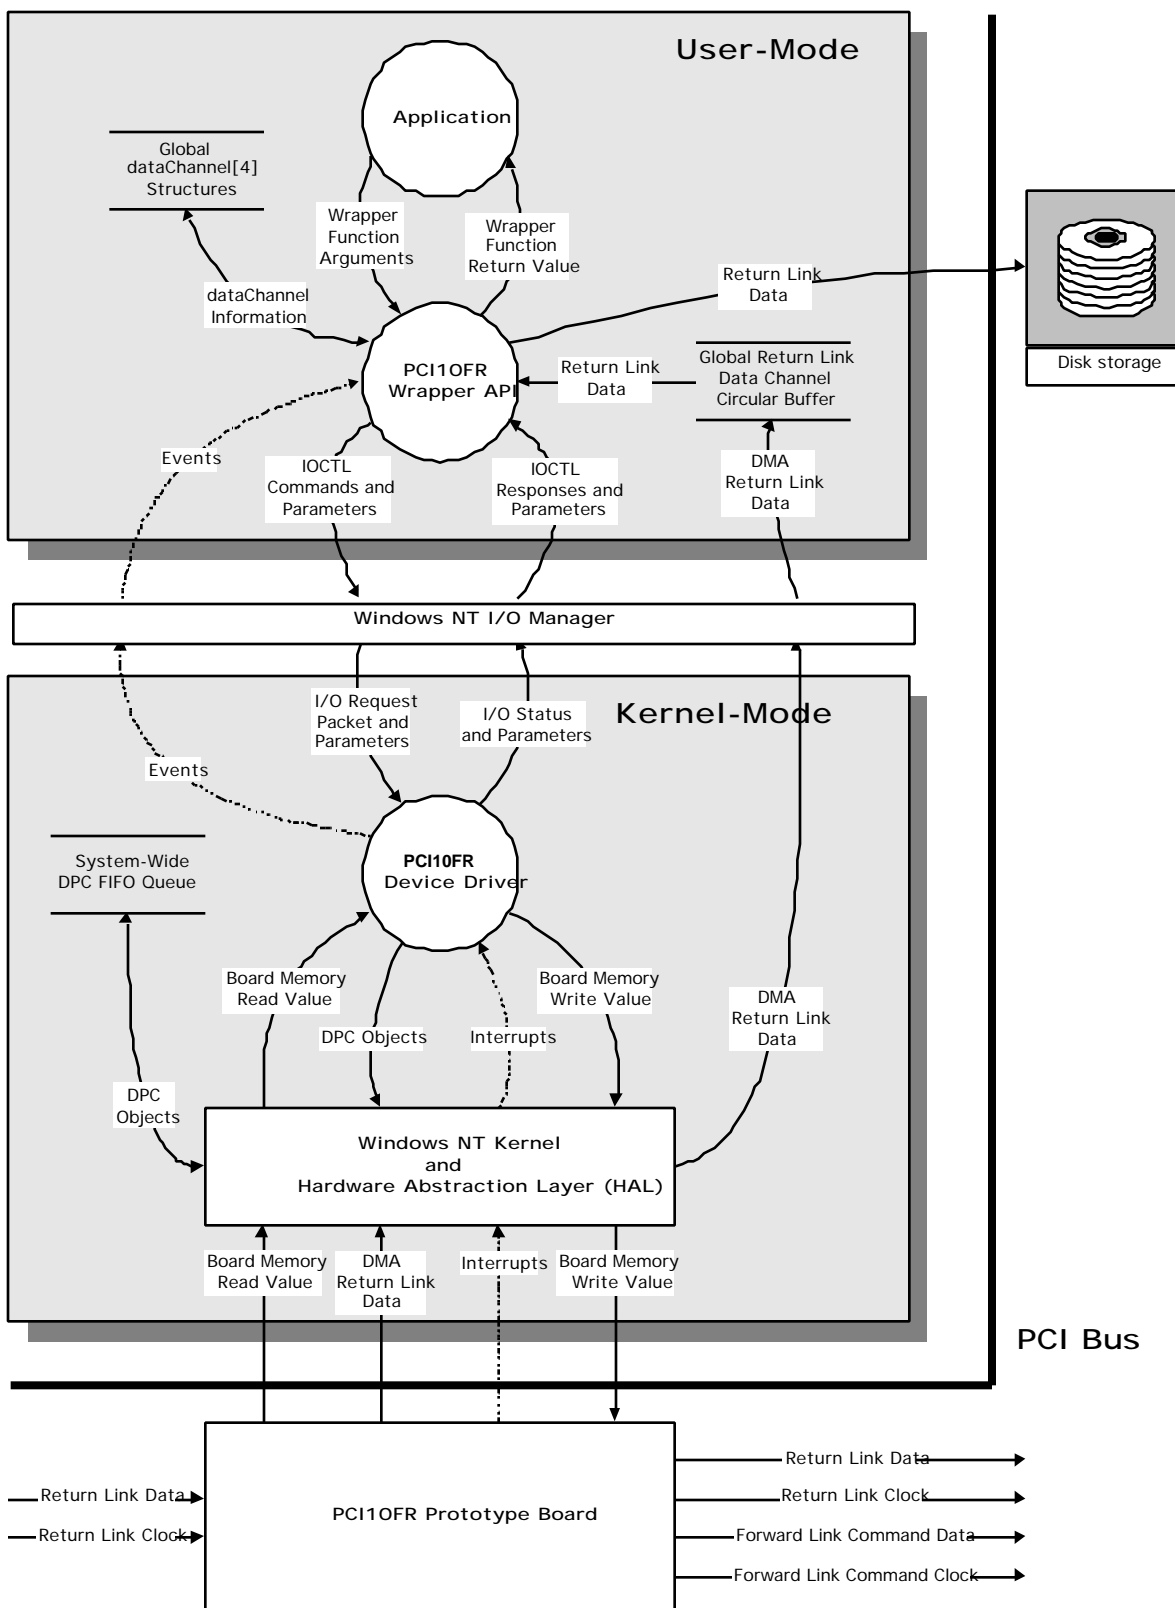 User-Mode
Application
Global
dataChannel[4]
Structures
Wrapper
Function
Arguments
Wrapper
Function
Return Value
Return Link
Data
dataChannel
Information
Disk storage
PCI10FR
Wrapper API
Return Link
Data
Global Return Link
Data Channel
Circular Buffer
Events
IOCTL
Commands and
Parameters
IOCTL
Responses and
Parameters
DMA
Return Link
Data
Windows NT I/O Manager
Kernel-Mode
I/O Request
Packet and
Parameters
I/O Status
and Parameters
Events
System-Wide
DPC FIFO Queue
PCI10FR
Device Driver
Board Memory
Read Value
DPC Objects
Interrupts
Board Memory
Write Value
DMA
Return Link
Data
DPC
Objects
Windows NT Kernel
and
Hardware Abstraction Layer (HAL)
Board Memory
Read Value
DMA
Return Link
Data
Interrupts
Board Memory
Write Value
PCI Bus
Return Link Data
Return Link Clock
PCI10FR Prototype Board
Return Link Data
Return Link Clock
Forward Link Command Data
Forward Link Command Clock